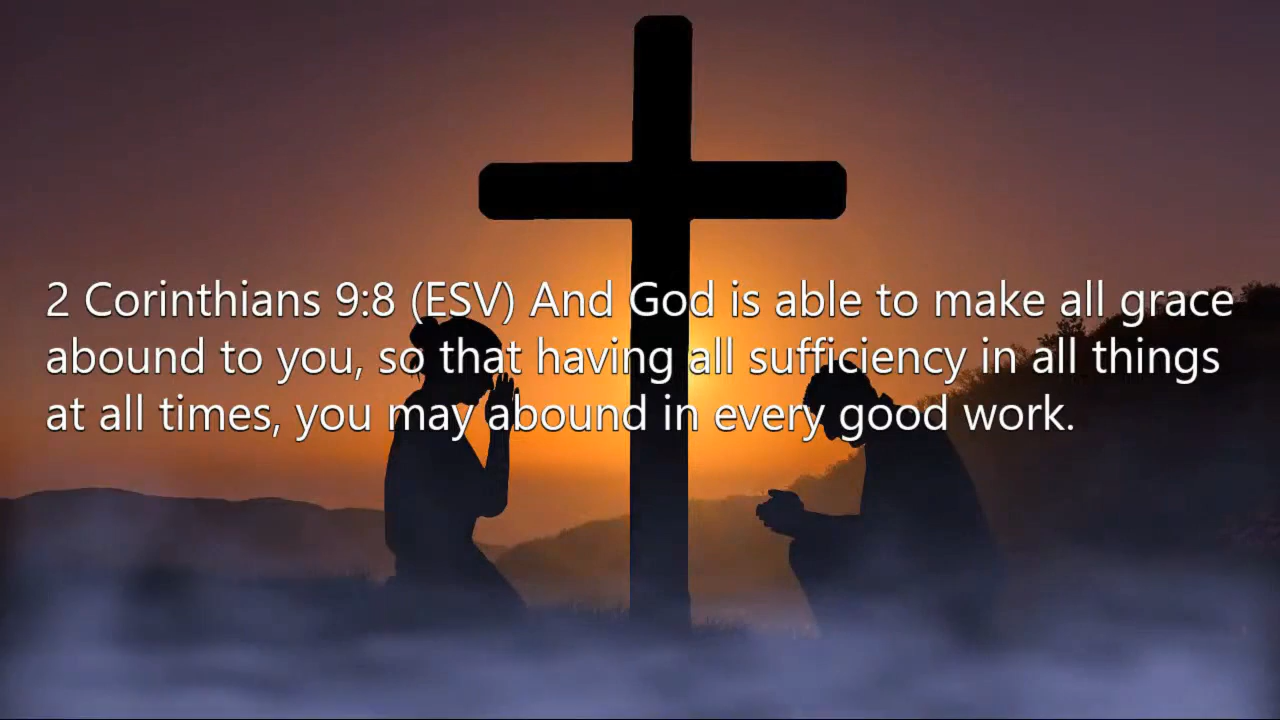 2 Corinthians 9:8 (ESV) And God is able to make all grace
abound to you, so that having all sufficiency in all things
at all times, you may abound in every good work.